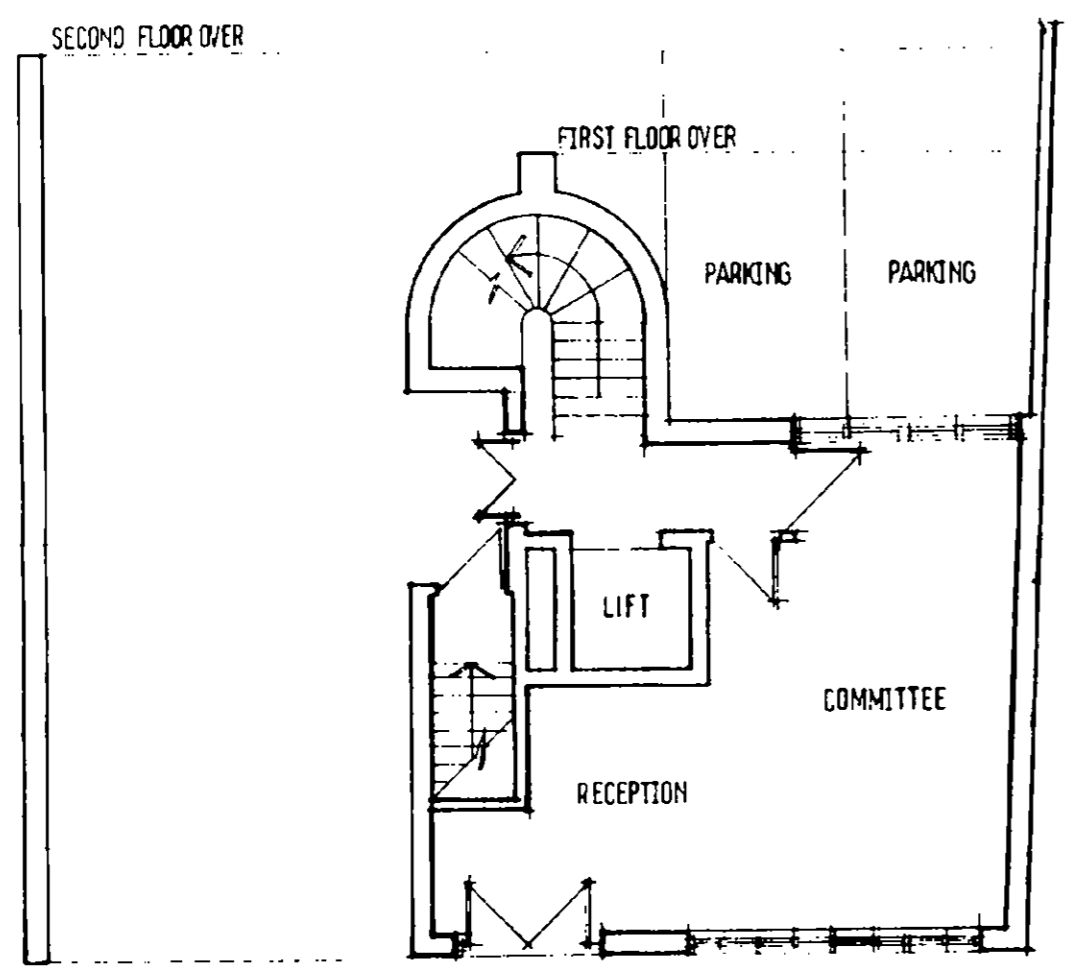 SECOND FLOOR OVER
FIRST FLOOR OVER
PARKING PARKING
LIFT
COMMITTEE
RECEPTION